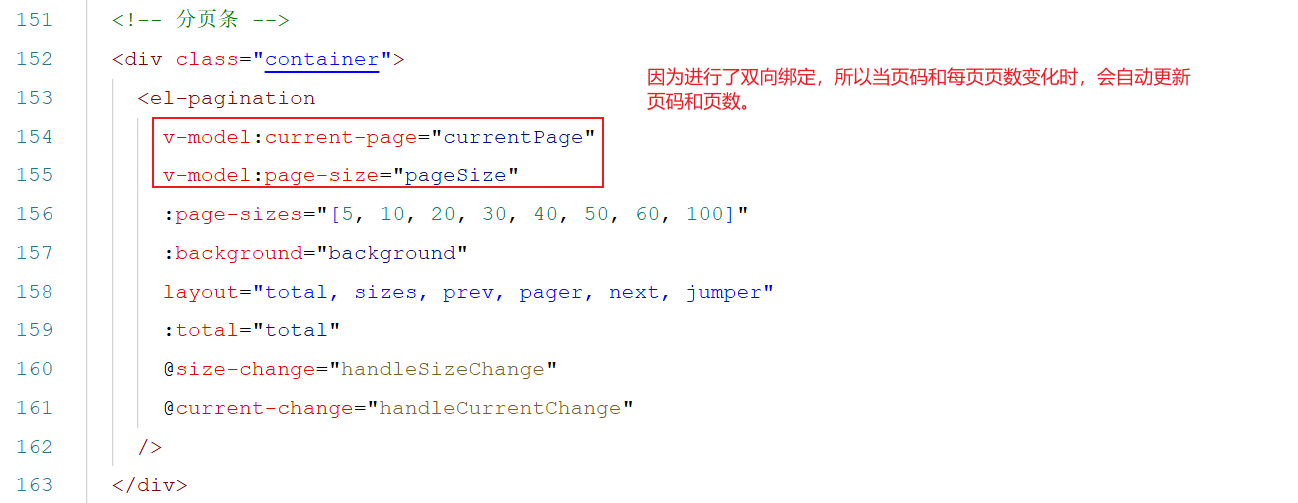 151 <!-- 分页条 -->
152 <div class="container">
因为进行了双向绑定，所以当页码和每页页数变化时，会自动更新
页码和页数。
153 <el-pagination
154 v-model:current-page="currentPage"
155 v-model:page-size="pageSize"
156 :page-sizes="[5, 10, 20, 30, 40, 50, 60, 100]"
157 :background="background"
158 layout="total, sizes, prev, pager, next, jumper"
159 :total="total"
160 @size-change="handleSizeChange"
161 @current-change="handleCurrentChange"
162 />
163 </div>